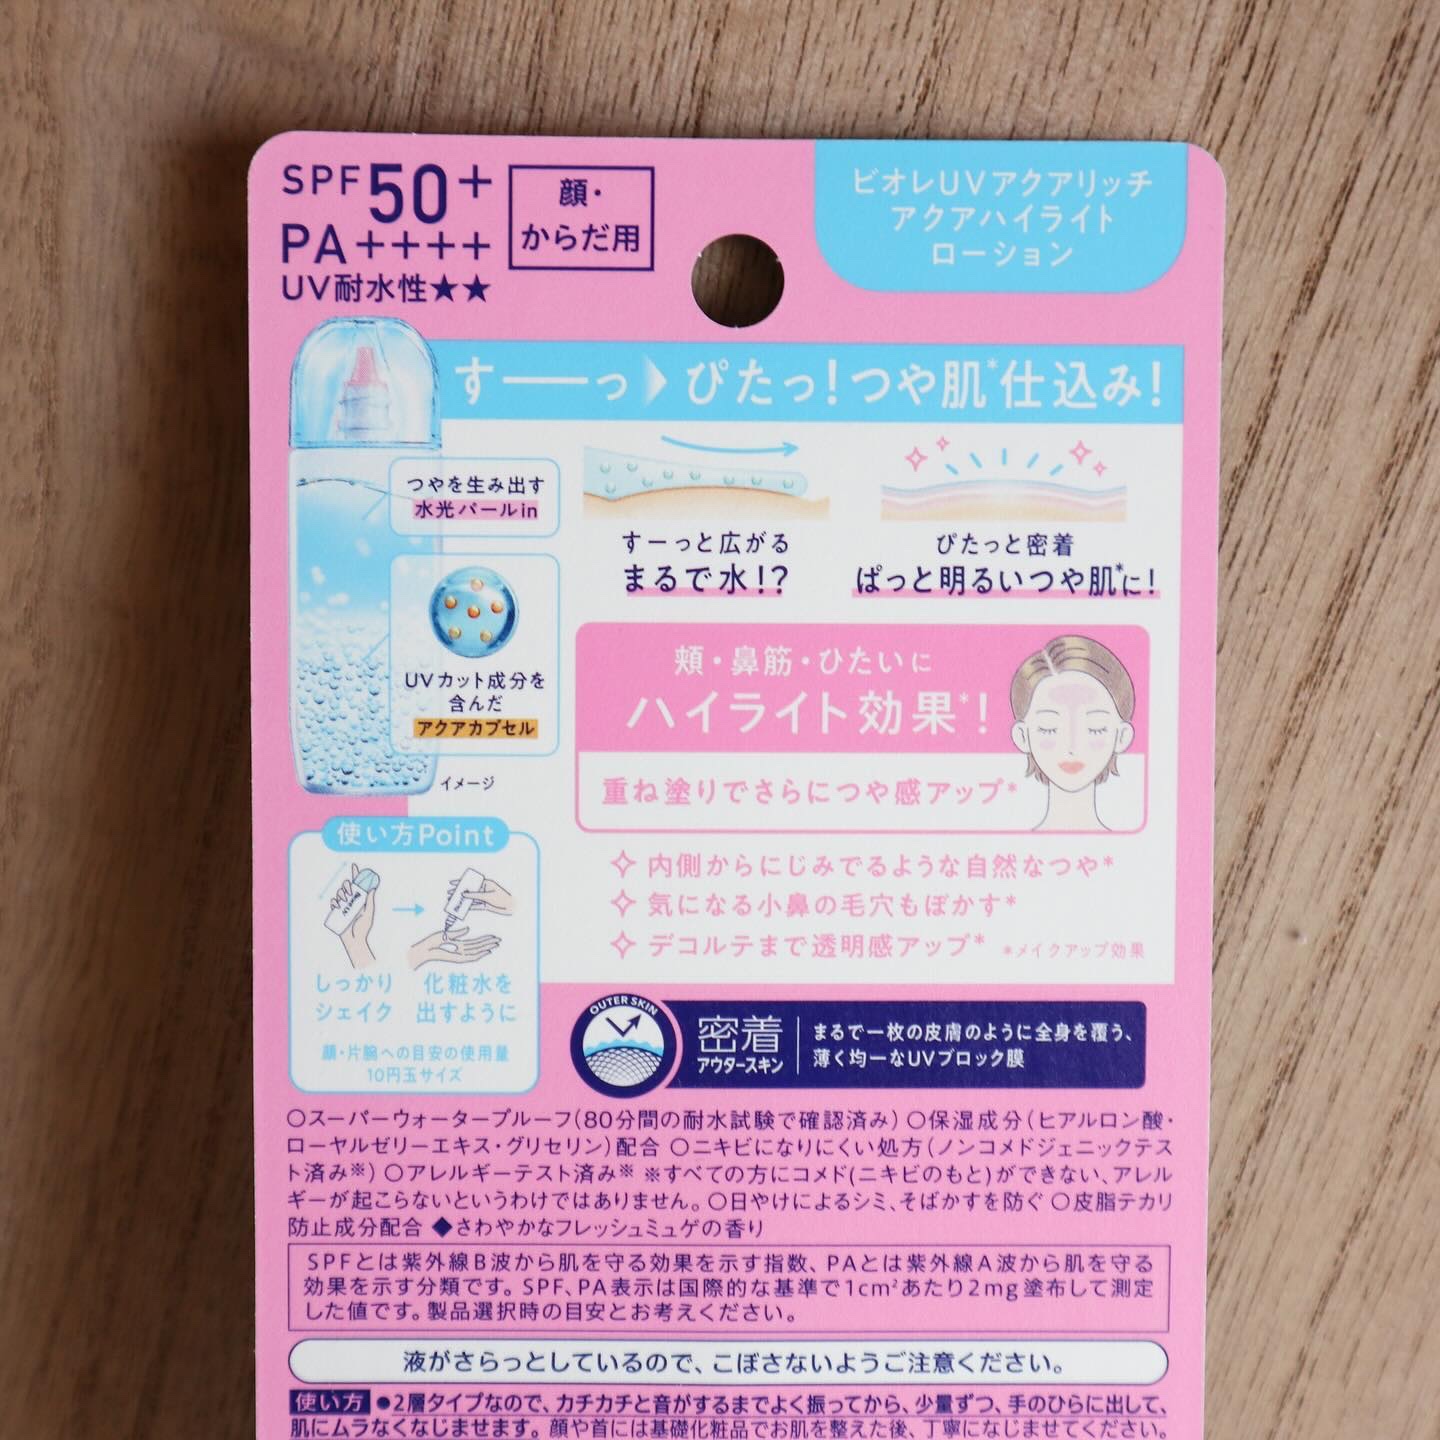 SPF50+
PA++++
UV耐水性★★
顔・
からだ用
ビオレUVアクアリッチ
アクアハイライト
ローション
すーーっ▶ぴたっ!つや肌*仕込み!
つやを生み出す
水光パールin
UVカット成分を
含んだ
アクアカプセル
イメージ
すーっと広がる
まるで水!?
ぴたっと密着
ぱっと明るいつや肌*に!
頬・鼻筋・ひたいに
ハイライト効果*!
重ね塗りでさらにつや感アップ*
内側からにじみでるような自然なつや*
気になる小鼻の毛穴もぼかす*
デコルテまで透明感アップ*
*メイクアップ効果
使い方Point
しっかり
シェイク
化粧水を
出すように
顔・片腕への目安の使用量
10円玉サイズ
OUTER SKIN
密着
アウタースキン
まるで一枚の皮膚のように全身を覆う、
薄く均一なUVブロック膜
○スーパーウォータープルーフ(80分間の耐水試験で確認済み) ○保湿成分(ヒアルロン酸・
ローヤルゼリーエキス・グリセリン)配合 ○ニキビになりにくい処方(ノンコメドジェニックテス
ト済み※) ○アレルギーテスト済み※ ※すべての方にコメド(ニキビのもと)ができない、アレル
ギーが起こらないというわけではありません。○日やけによるシミ、そばかすを防ぐ ○皮脂テカリ
防止成分配合 ◆さわやかなフレッシュミュゲの香り
SPFとは紫外線B波から肌を守る効果を示す指数、PAとは紫外線A波から肌を守る
効果を示す分類です。SPF、PA表示は国際的な基準で1cm²あたり2mg塗布して測定
した値です。製品選択時の目安とお考えください。
液がさらっとしているので、こぼさないようご注意ください。
使い方 ●2層タイプなので、カチカチと音がするまでよく振ってから、少量ずつ、手のひらに出して、
肌にムラなくなじませます。顔や首には基礎化粧品でお肌を整えた後、丁寧になじませてください。